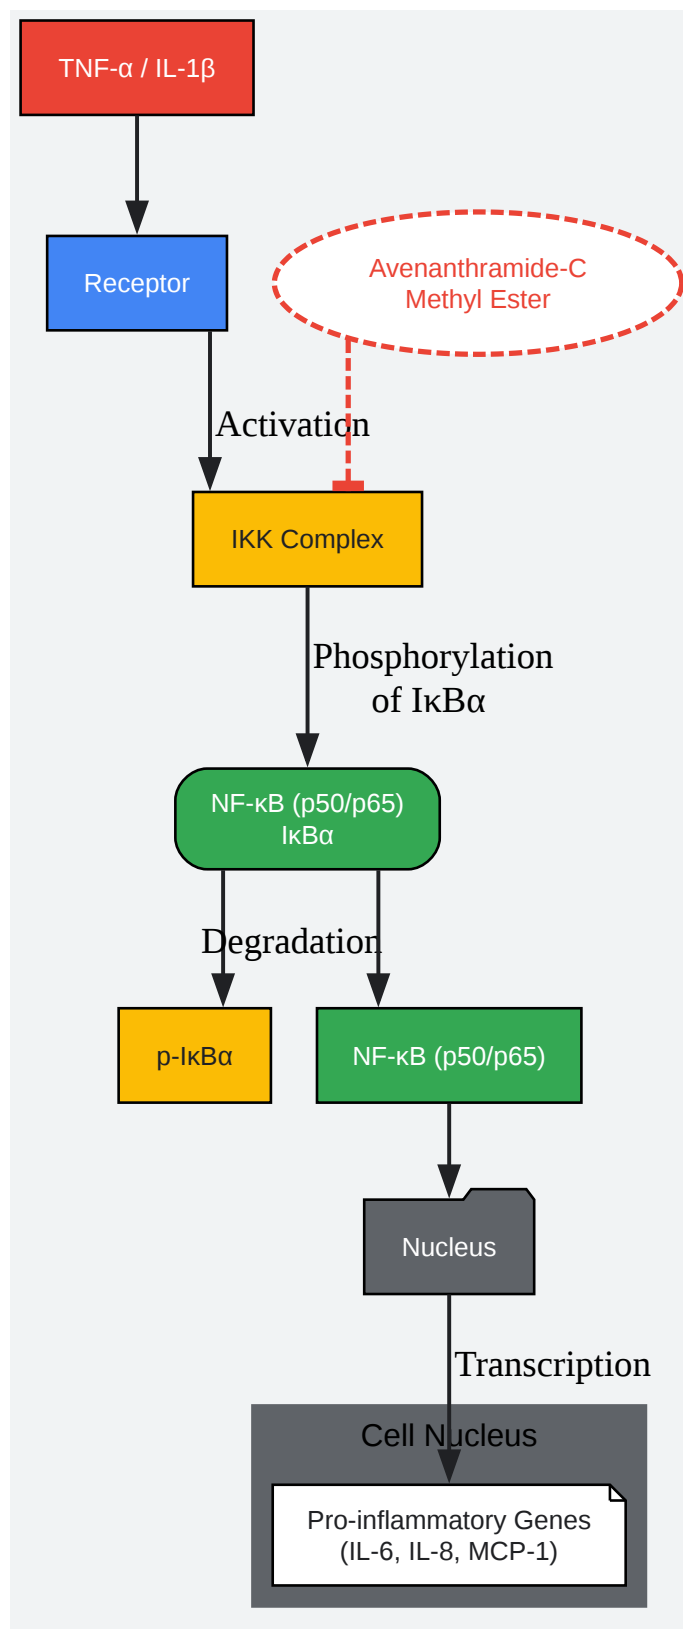 TNF-α / IL-1β
Receptor
Avenanthramide-C
Methyl Ester
Activation
IKK Complex
Phosphorylation
of IκBα
NF-κB (p50/p65)
IκBα
Degradation
p-IκBα
NF-κB (p50/p65)
Nucleus
Transcription
Cell Nucleus
Pro-inflammatory Genes
(IL-6, IL-8, MCP-1)